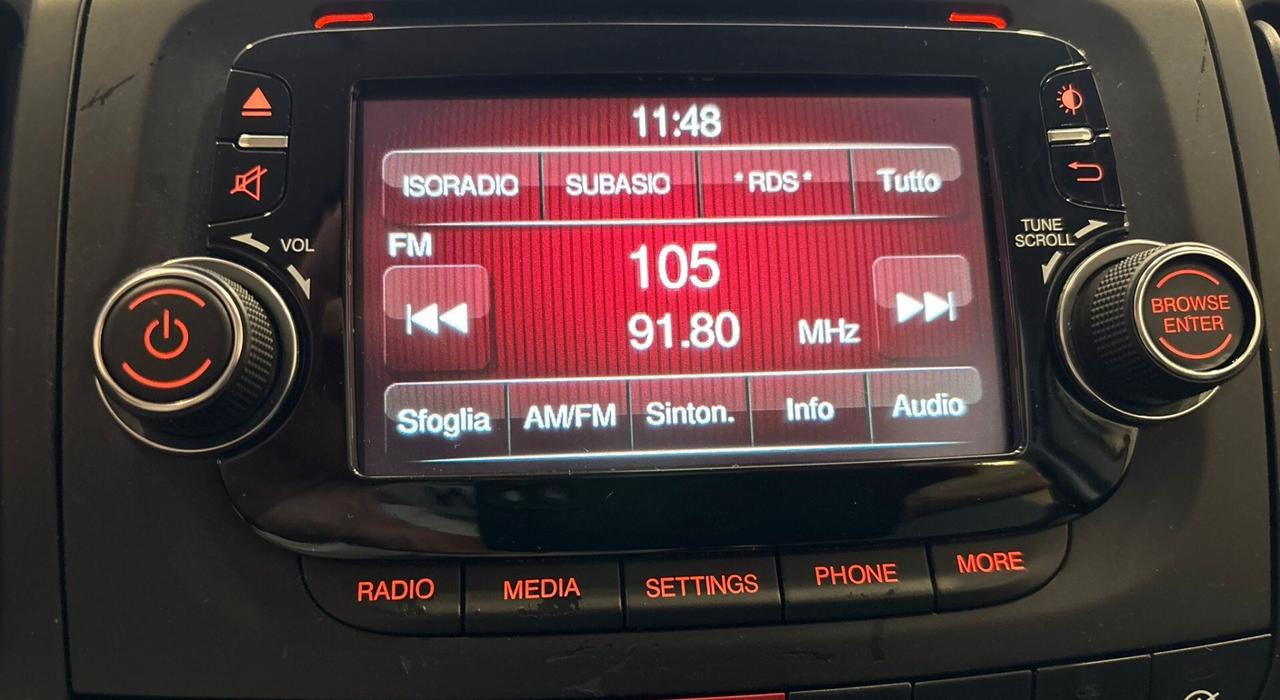 11:48
ISORADIO SUBASIO *RDS* Tutto
VOL
TUNE
SCROLL
FM
105
91.80 MHz
BROWSE
ENTER
Sfoglia AM/FM Sinton. Info Audio
RADIO MEDIA SETTINGS PHONE MORE